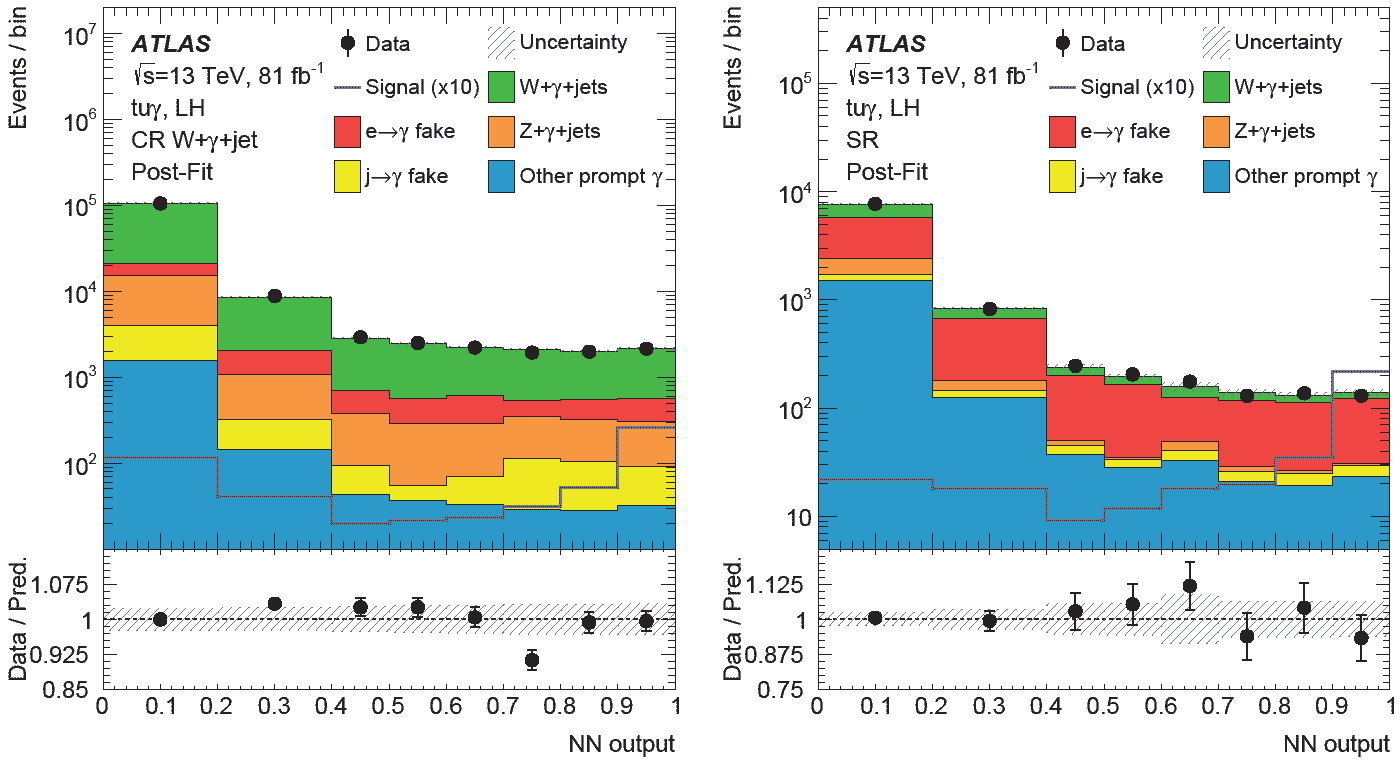 Events / bin
10⁷
10⁶
10⁵
10⁴
10³
10²
ATLAS
√s=13 TeV, 81 fb⁻¹
tuγ, LH
CR W+γ+jet
Post-Fit
Data
Uncertainty
Signal (x10)
W+γ+jets
e→γ fake
Z+γ+jets
j→γ fake
Other prompt γ
Data / Pred.
1.075
1
0.925
0.85
0 0.1 0.2 0.3 0.4 0.5 0.6 0.7 0.8 0.9 1
NN output
Events / bin
10⁵
10⁴
10³
10²
10
ATLAS
√s=13 TeV, 81 fb⁻¹
tuγ, LH
SR
Post-Fit
Data
Uncertainty
Signal (x10)
W+γ+jets
e→γ fake
Z+γ+jets
j→γ fake
Other prompt γ
Data / Pred.
1.125
1
0.875
0.75
0 0.1 0.2 0.3 0.4 0.5 0.6 0.7 0.8 0.9 1
NN output